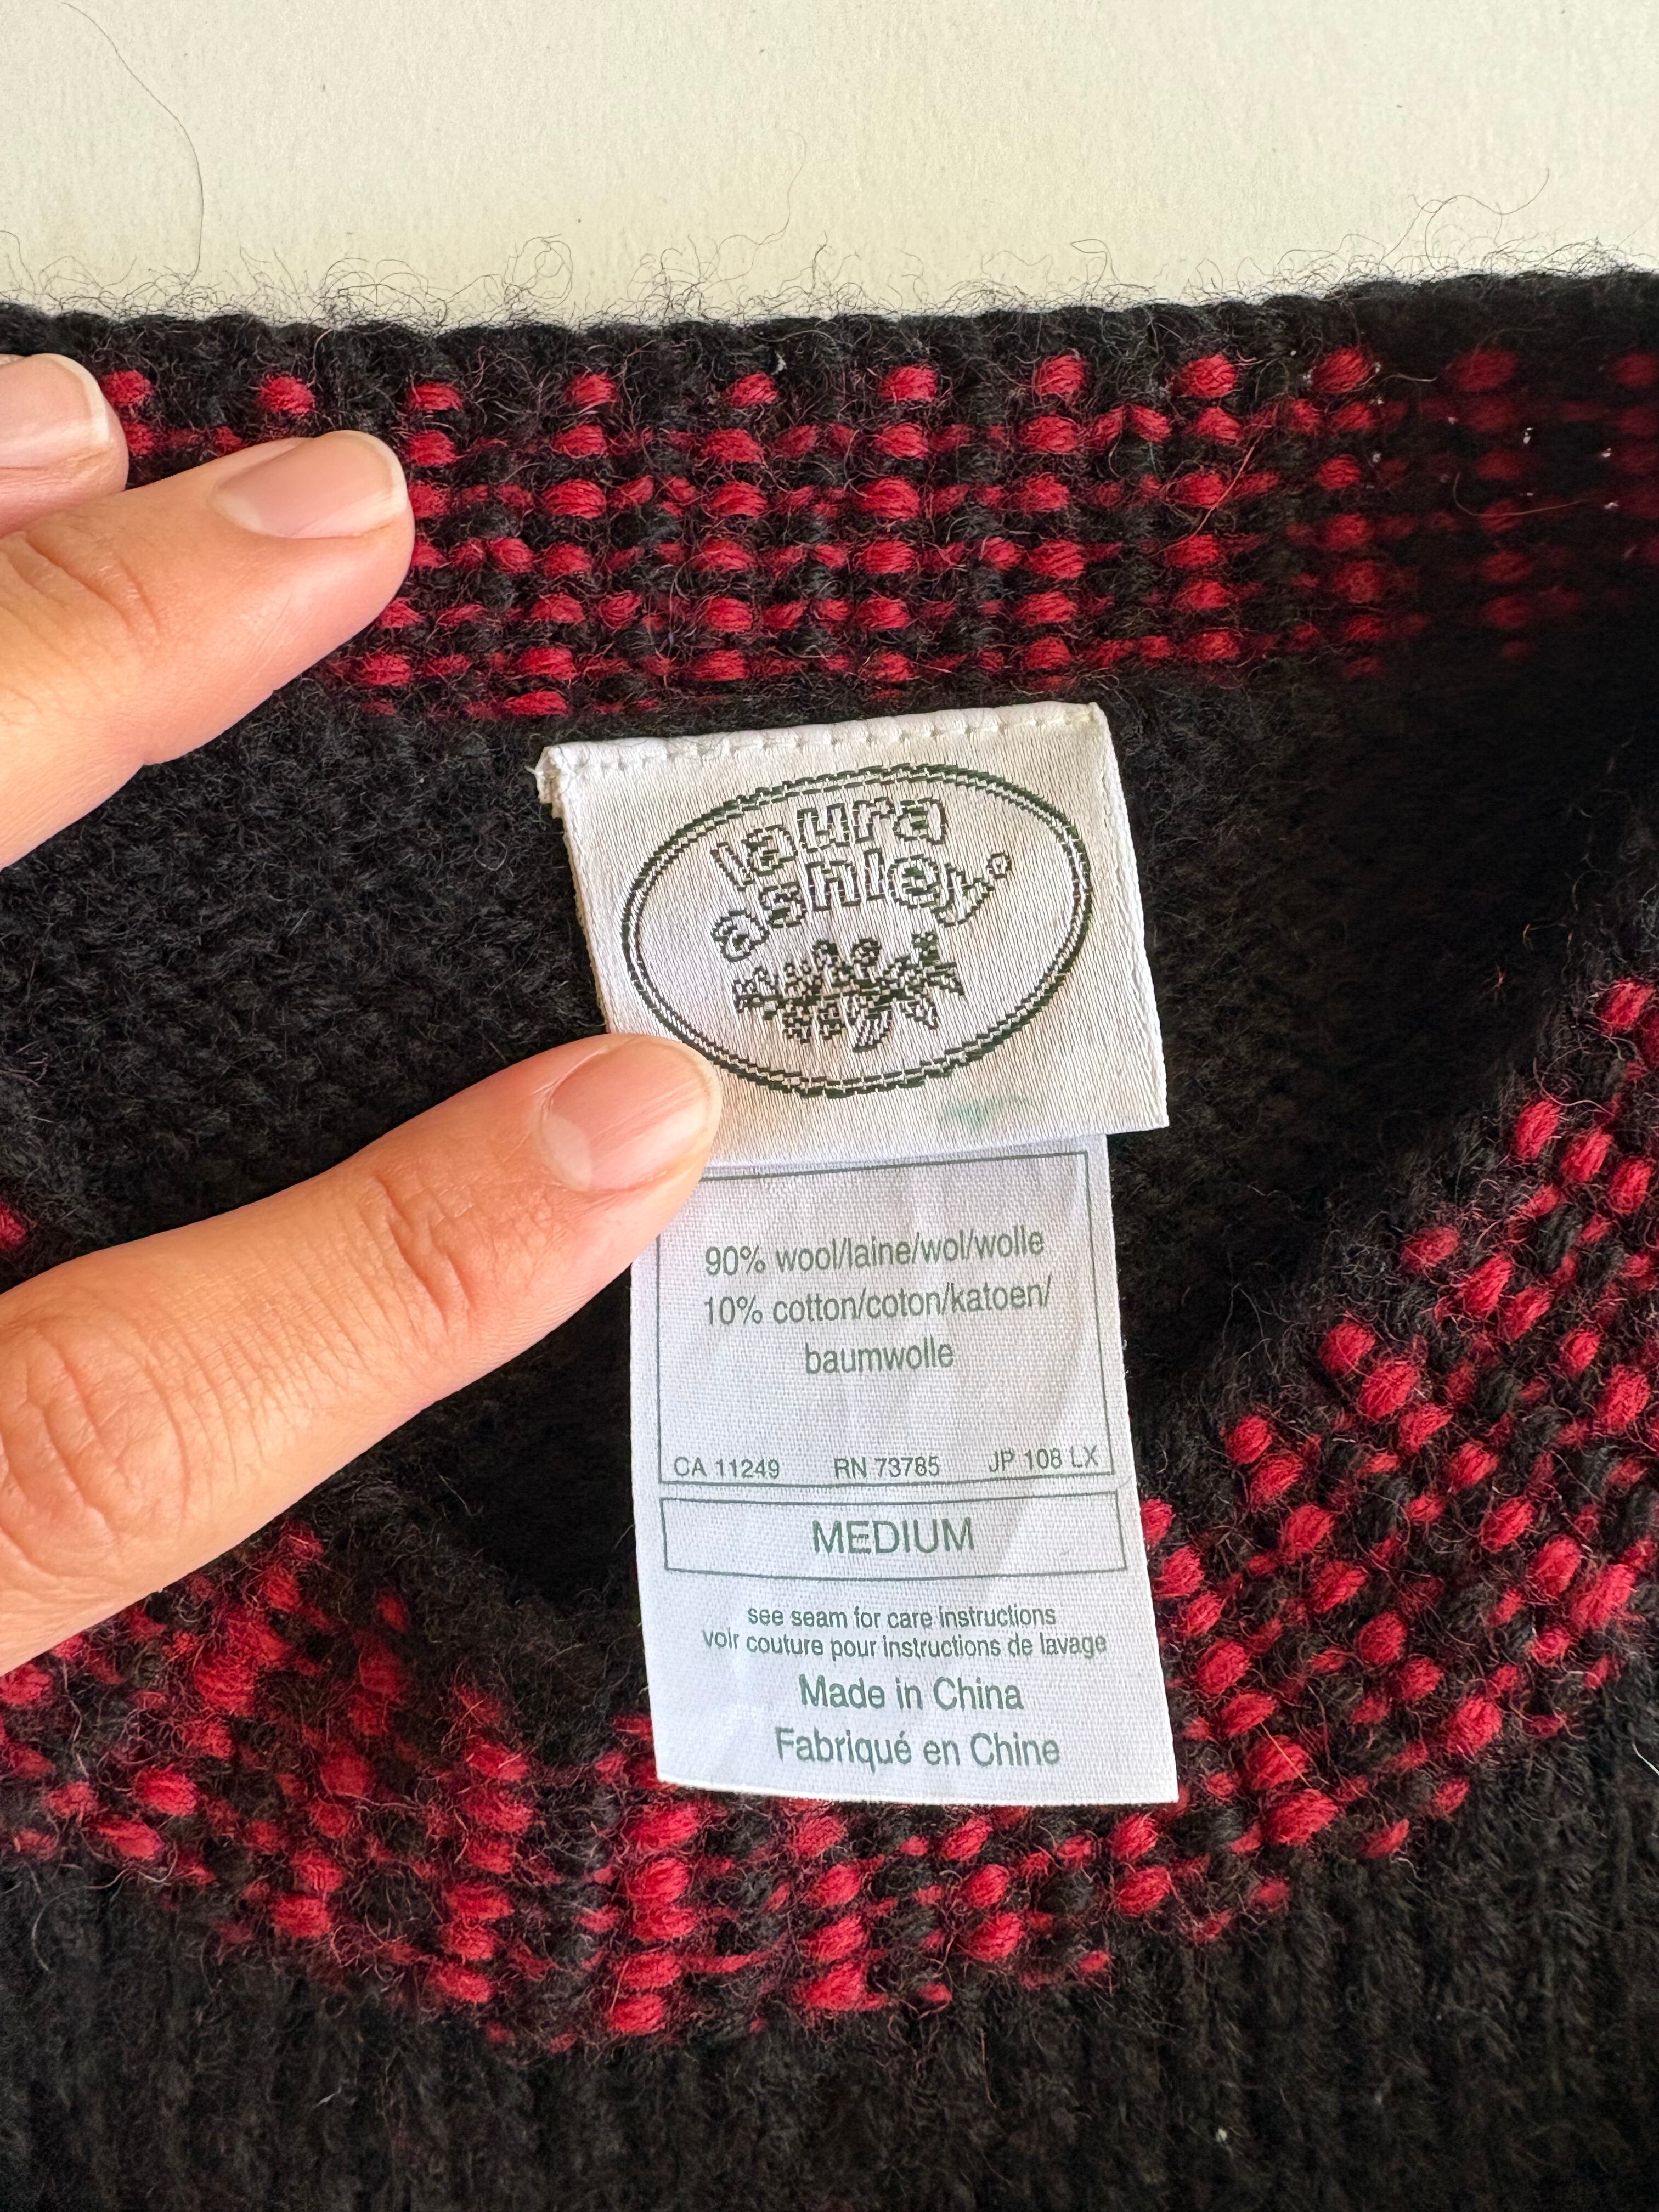 laura
ashley®
90% wool/laine/wol/wolle
10% cotton/coton/katoen/
baumwolle
CA 11249 RN 73785 JP 108 LX
MEDIUM
see seam for care instructions
voir couture pour instructions de lavage
Made in China
Fabriqué en Chine